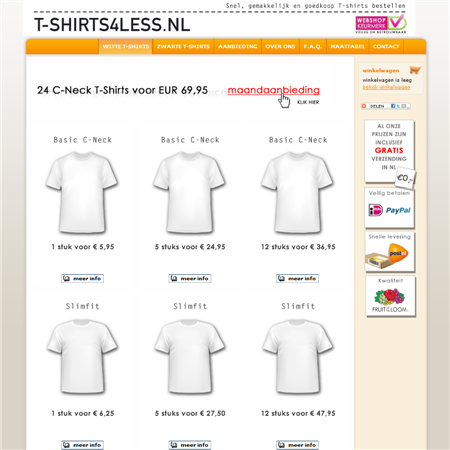 Snel, gemakkelijk en goedkoop T-shirts bestellen
T-SHIRTS4LESS.NL
WEBSHOP
KEURMERK
VEILIG EN BETROUWBAAR
WITTE T-SHIRTS ZWARTE T-SHIRTS AANBIEDING OVER ONS F.A.Q. MAATTABEL CONTACT
24 C-Neck T-Shirts voor EUR 69,95 maandaanbieding
KLIK HIER
winkelwagen
winkelwagen is leeg
bekijk winkelwagen
DELEN
AL ONZE
PRIJZEN ZIJN
INCLUSIEF
GRATIS
VERZENDING
IN NL
€0,-
Veilig betalen
iDEAL
PayPal
Snelle levering
post
Kwaliteit
FRUIT OF THE LOOM.
Basic C-Neck Basic C-Neck Basic C-Neck
1 stuk voor € 5,95 5 stuks voor € 24,95 12 stuks voor € 36,95
meer info meer info meer info
Slimfit Slimfit Slimfit
1 stuk voor € 6,25 5 stuks voor € 27,50 12 stuks voor € 47,95
meer info meer info meer info